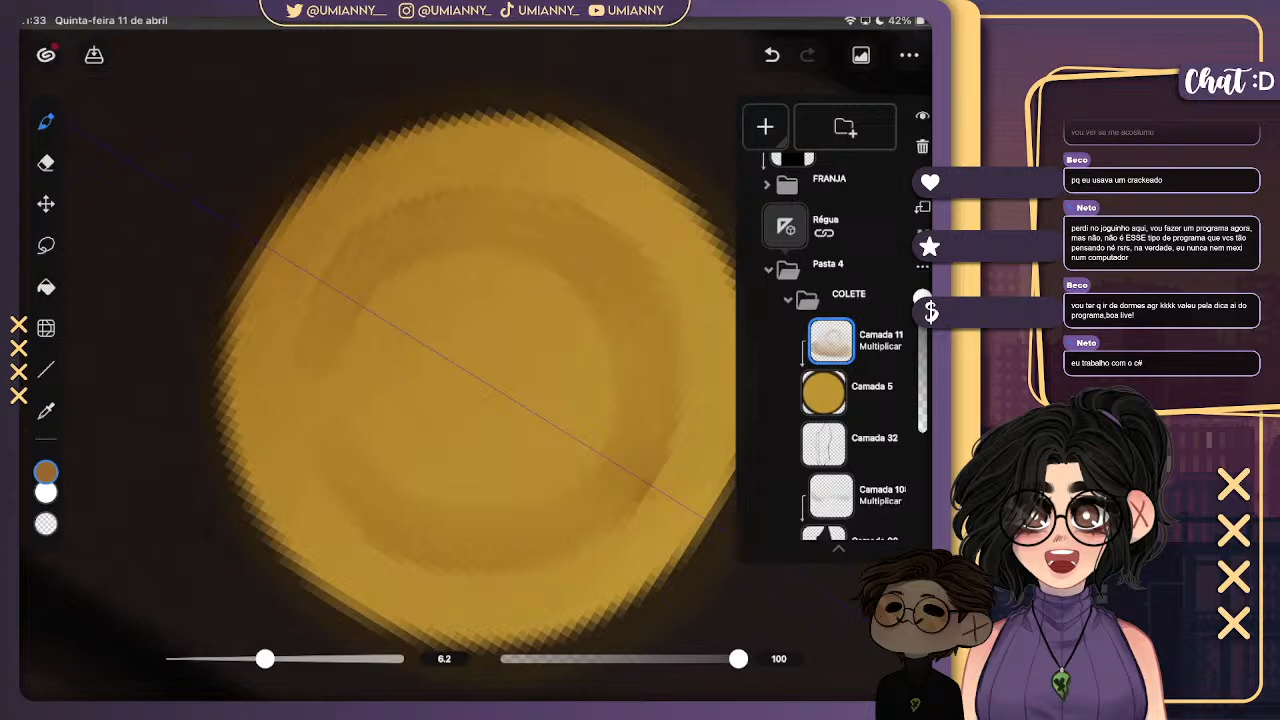 @UMIANNY__ @UMIANNY_ UMIANNY_ UMIANNY
:33 Quinta-feira 11 de abril
42%
FRANJA
Régua
Pasta 4
COLETE
Camada 11
Multiplicar
Camada 5
Camada 32
Camada 10
Multiplicar
6.2
100
Chat :D
vou ver se me acostumo
Beco
pq eu usava um crackeado
Neto
perdi no joguinho aqui, vou fazer um programa agora,
mas não, não é ESSE tipo de programa que vcs tão
pensando né rsrs, na verdade, eu nunca nem mexi
num computador
Beco
vou ter q ir de dormes agr kkkk valeu pela dica ai do
programa,boa live!
Neto
eu trabalho com o c#